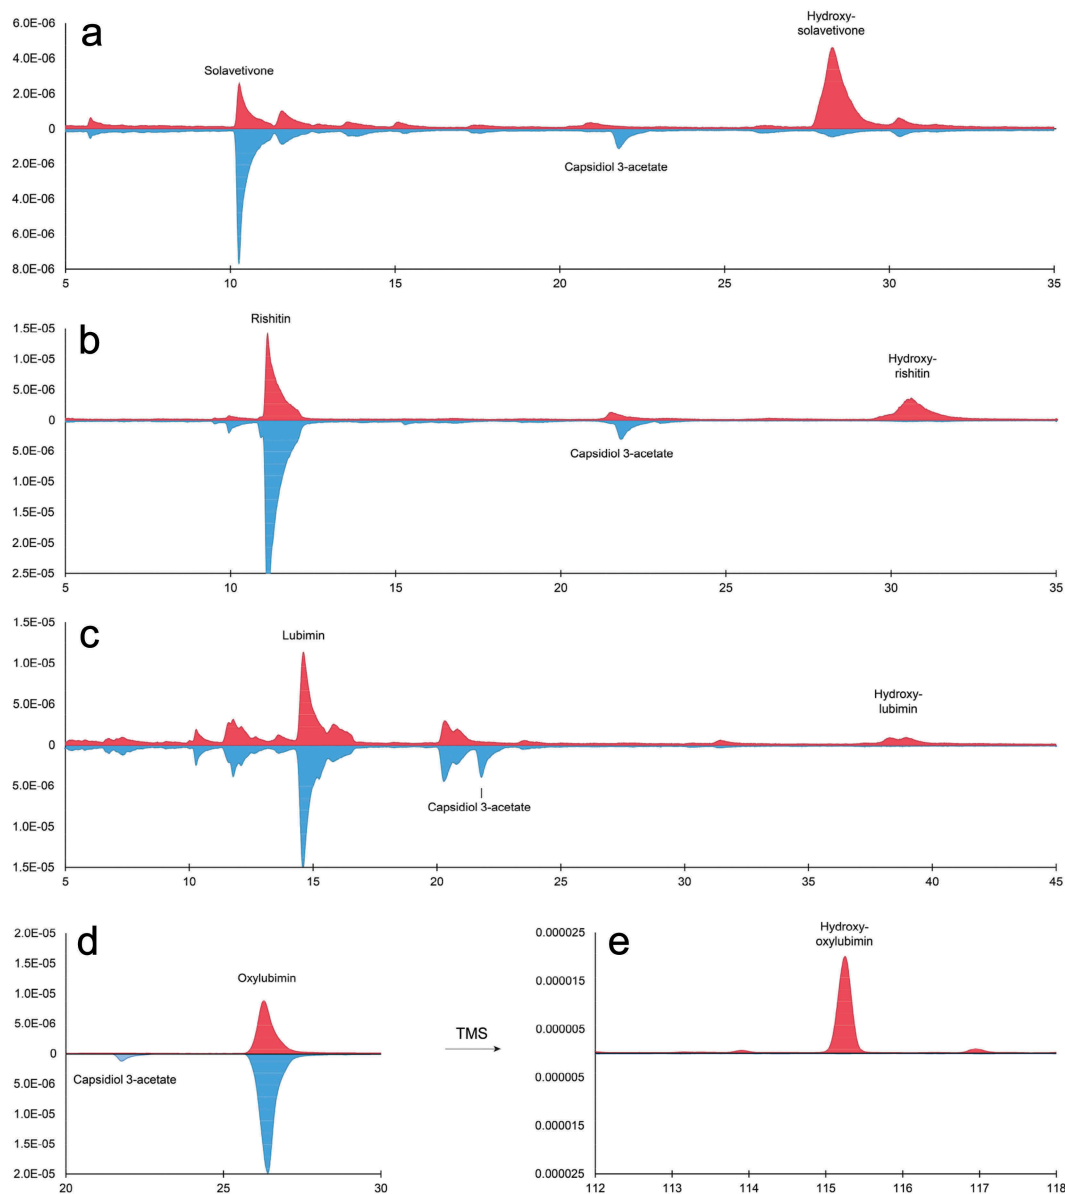 a
6.0E-06
4.0E-06
2.0E-06
0
2.0E-06
4.0E-06
6.0E-06
8.0E-06
Solavetivone
Hydroxy-
solavetivone
Capsidiol 3-acetate
5 10 15 20 25 30 35
b
1.5E-05
1.0E-05
5.0E-06
0
5.0E-06
1.0E-05
1.5E-05
2.0E-05
2.5E-05
Rishitin
Hydroxy-
rishitin
Capsidiol 3-acetate
5 10 15 20 25 30 35
c
1.5E-05
1.0E-05
5.0E-06
0
5.0E-06
1.0E-05
1.5E-05
Lubimin
Hydroxy-
lubimin
Capsidiol 3-acetate
5 10 15 20 25 30 35 40 45
d
2.0E-05
1.5E-05
1.0E-05
5.0E-06
0
5.0E-06
1.0E-05
1.5E-05
2.0E-05
Oxylubimin
Capsidiol 3-acetate
20 25 30
TMS
e
0.000025
0.000015
0.000005
0.000005
0.000015
0.000025
Hydroxy-
oxylubimin
112 113 114 115 116 117 118